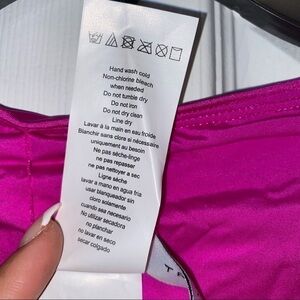 Hand wash cold
Non-chlorine bleach
when needed
Do not tumble dry
Do not iron
Do not dry clean
Line dry
Lavar à la main en eau froide
Blanchir sans clore si nécessaire
uniquement au besoin
ne pas sèche-linge
ne pas repasser
ne pas nettoyer a sec
Ligne sèche
lavar a mano en agua fria
usar blanqueador sin
cloro solamente
cuando sea necesario
No utilizar secadora
no planchar
no lavar en seco
secar colgado
T